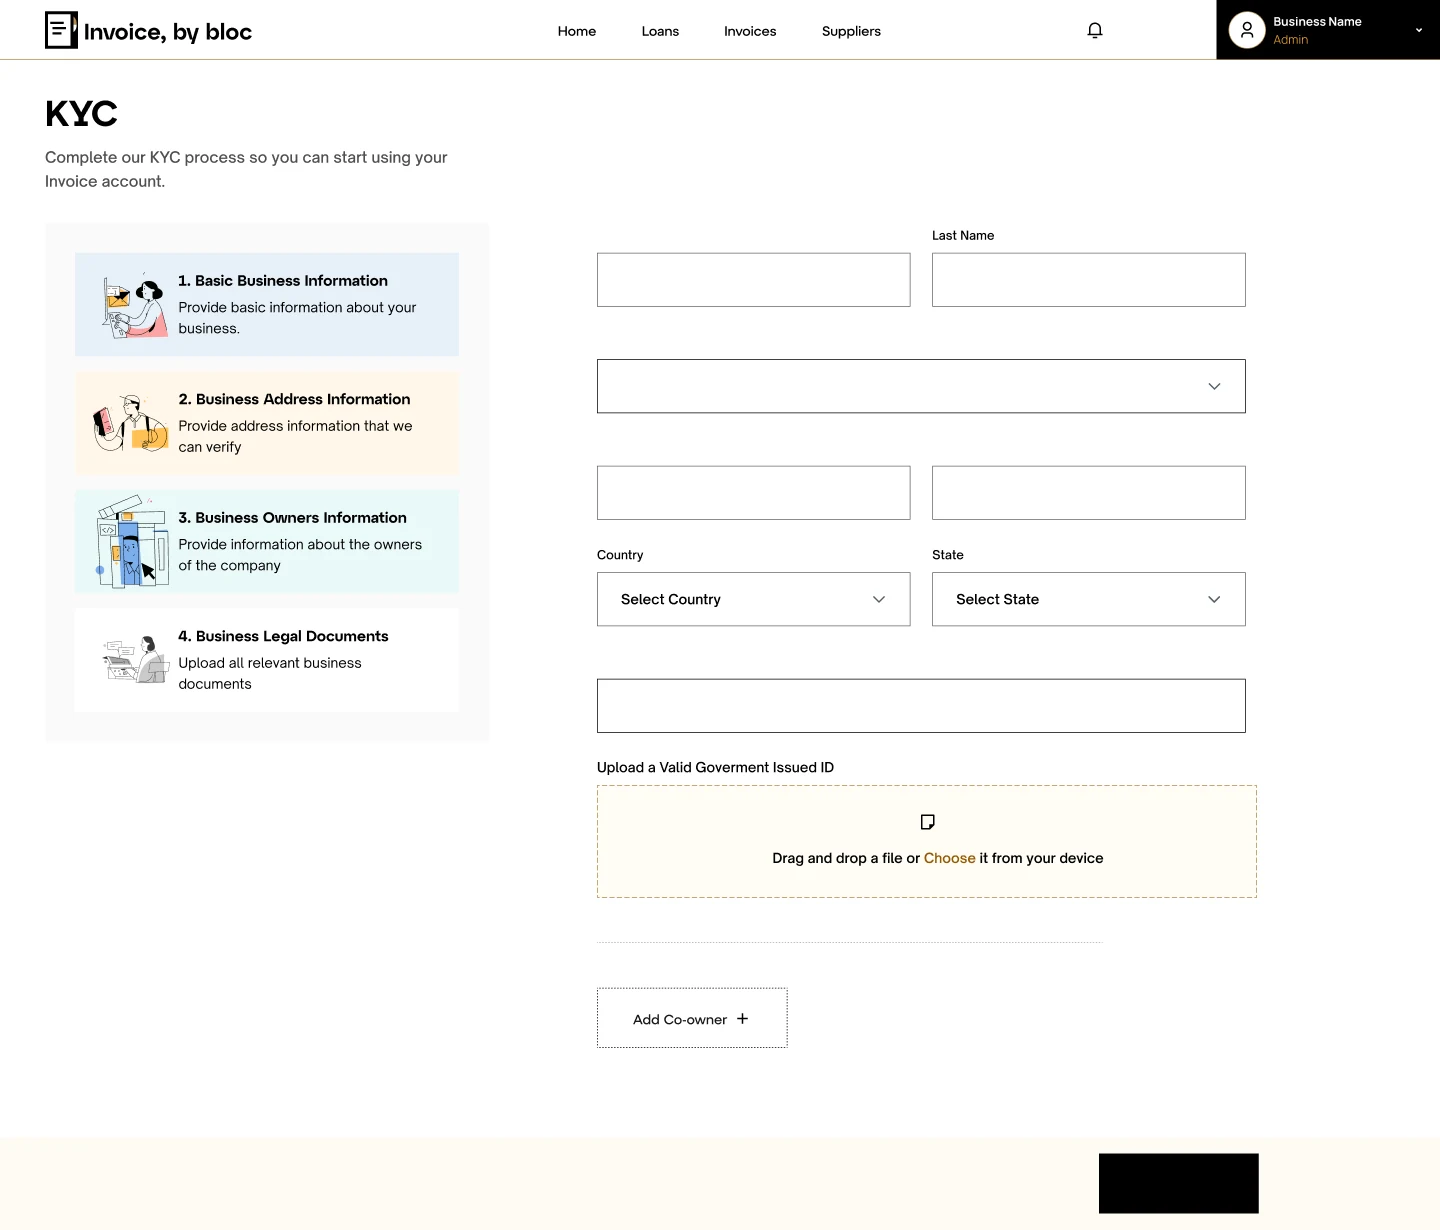 Invoice, by bloc
Home
Loans
Invoices
Suppliers
Business Name
Admin
KYC
Complete our KYC process so you can start using your
Invoice account.
1. Basic Business Information
Provide basic information about your
business.
2. Business Address Information
Provide address information that we
can verify
3. Business Owners Information
Provide information about the owners
of the company
4. Business Legal Documents
Upload all relevant business
documents
Last Name
Country
State
Select Country
Select State
Upload a Valid Goverment Issued ID
Drag and drop a file or Choose it from your device
Add Co-owner +